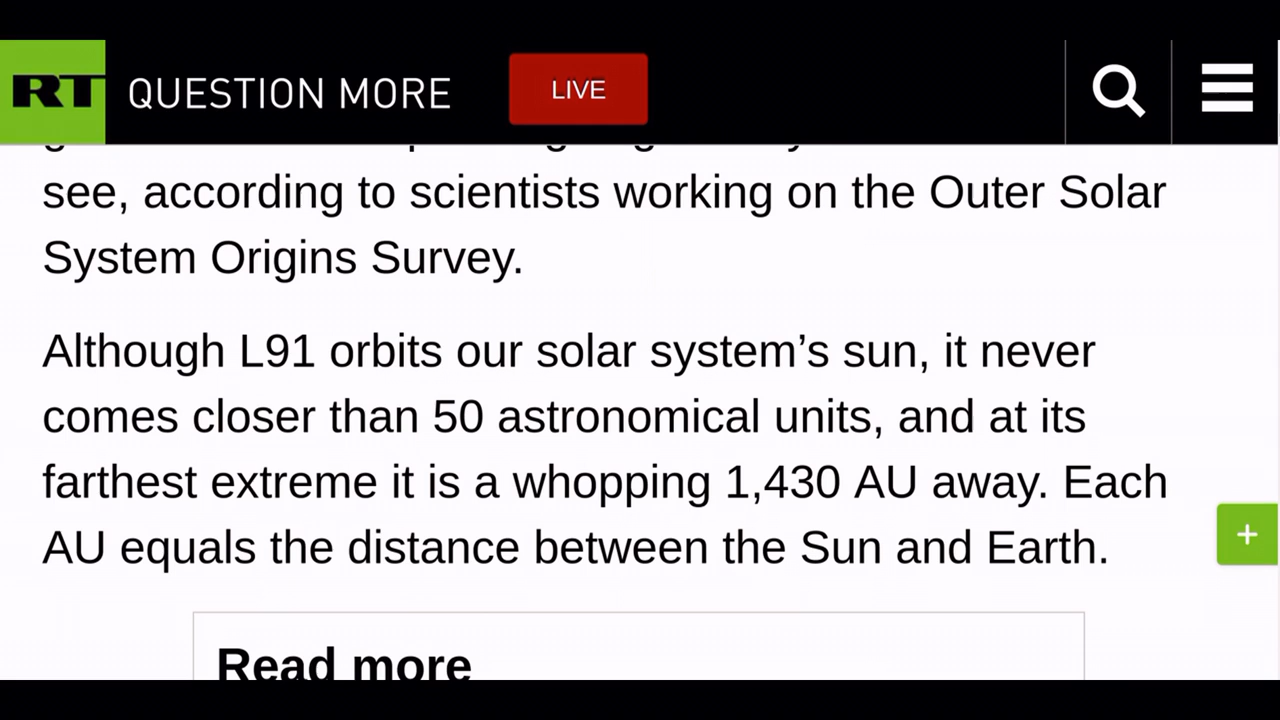 RT QUESTION MORE LIVE
see, according to scientists working on the Outer Solar
System Origins Survey.
Although L91 orbits our solar system’s sun, it never
comes closer than 50 astronomical units, and at its
farthest extreme it is a whopping 1,430 AU away. Each
AU equals the distance between the Sun and Earth.
+
Read more